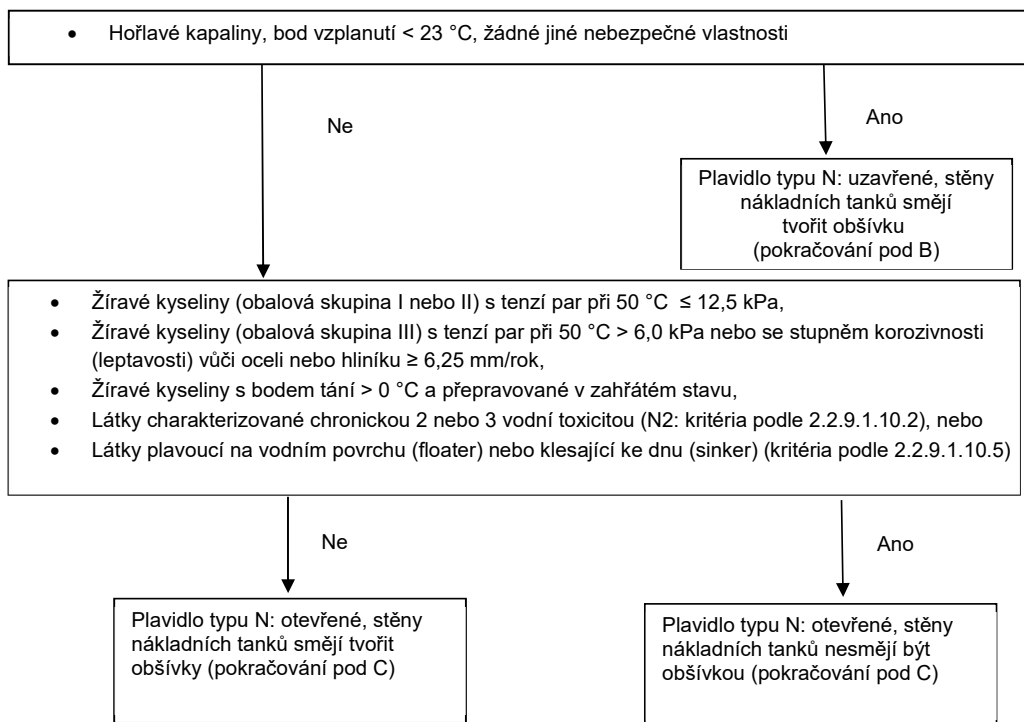 • Hořlavé kapaliny, bod vzplanutí < 23 °C, žádné jiné nebezpečné vlastnosti
Ne
Ano
Plavidlo typu N: uzavřené, stěny
nákladních tanků smějí
tvořit obšívku
(pokračování pod B)
• Žíravé kyseliny (obalová skupina I nebo II) s tenzí par při 50 °C ≤ 12,5 kPa,
• Žíravé kyseliny (obalová skupina III) s tenzí par při 50 °C > 6,0 kPa nebo se stupněm korozivnosti
(leptavosti) vůči oceli nebo hliníku ≥ 6,25 mm/rok,
• Žíravé kyseliny s bodem tání > 0 °C a přepravované v zahřátém stavu,
• Látky charakterizované chronickou 2 nebo 3 vodní toxicitou (N2: kritéria podle 2.2.9.1.10.2), nebo
• Látky plavoucí na vodním povrchu (floater) nebo klesající ke dnu (sinker) (kritéria podle 2.2.9.1.10.5)
Ne
Ano
Plavidlo typu N: otevřené, stěny
nákladních tanků smějí tvořit
obšívky (pokračování pod C)
Plavidlo typu N: otevřené, stěny
nákladních tanků nesmějí být
obšívkou (pokračování pod C)